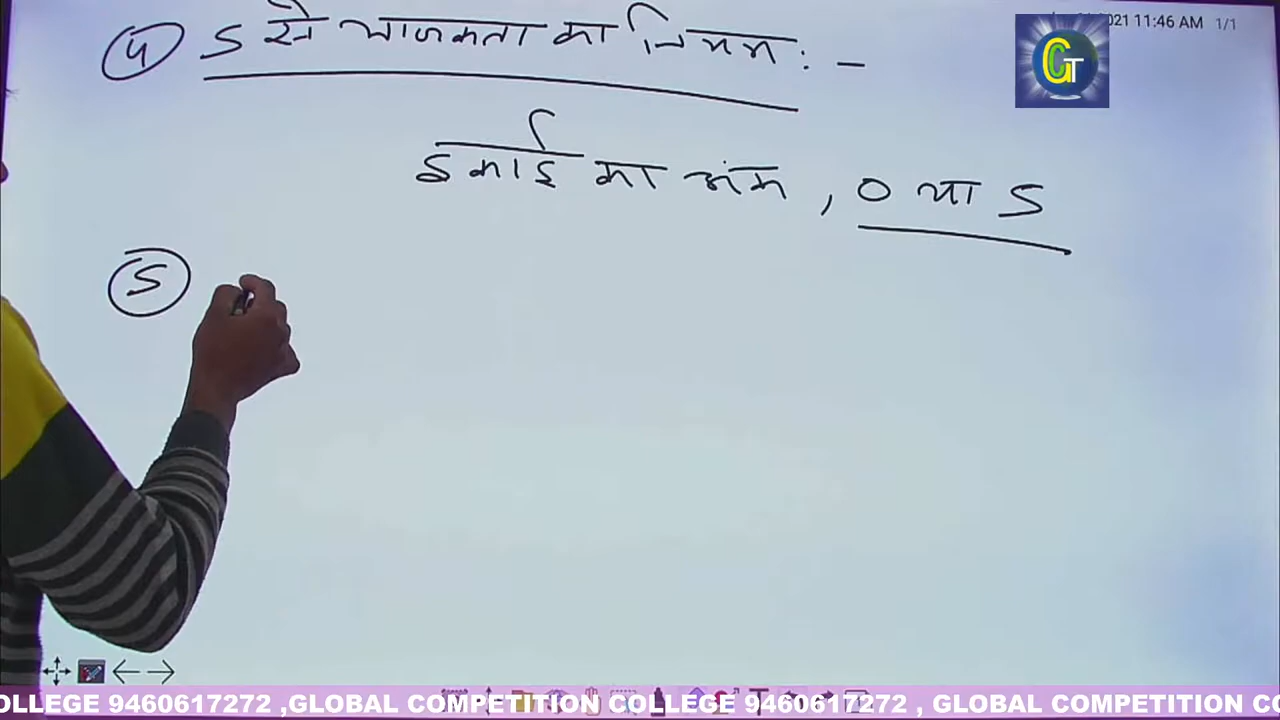 2021 11:46 AM 1/1
GT
④ 5 से भाजकता का नियम : -
इकाई का अंक , 0 या 5
⑤
OLLEGE 9460617272 ,GLOBAL COMPETITION COLLEGE 9460617272 , GLOBAL COMPETITION CO